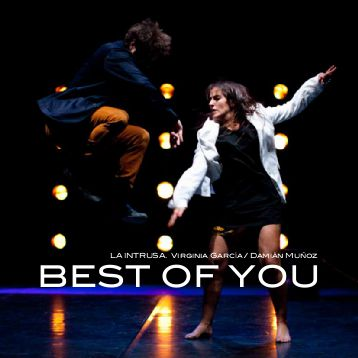 LA INTRUSA. Virginia García / Damián Muñoz
BEST OF YOU